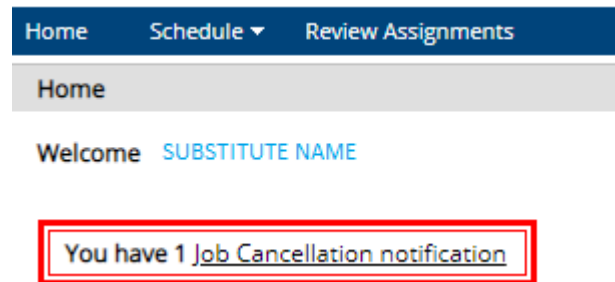 Home Schedule ▾ Review Assignments
Home
Welcome SUBSTITUTE NAME
You have 1 Job Cancellation notification